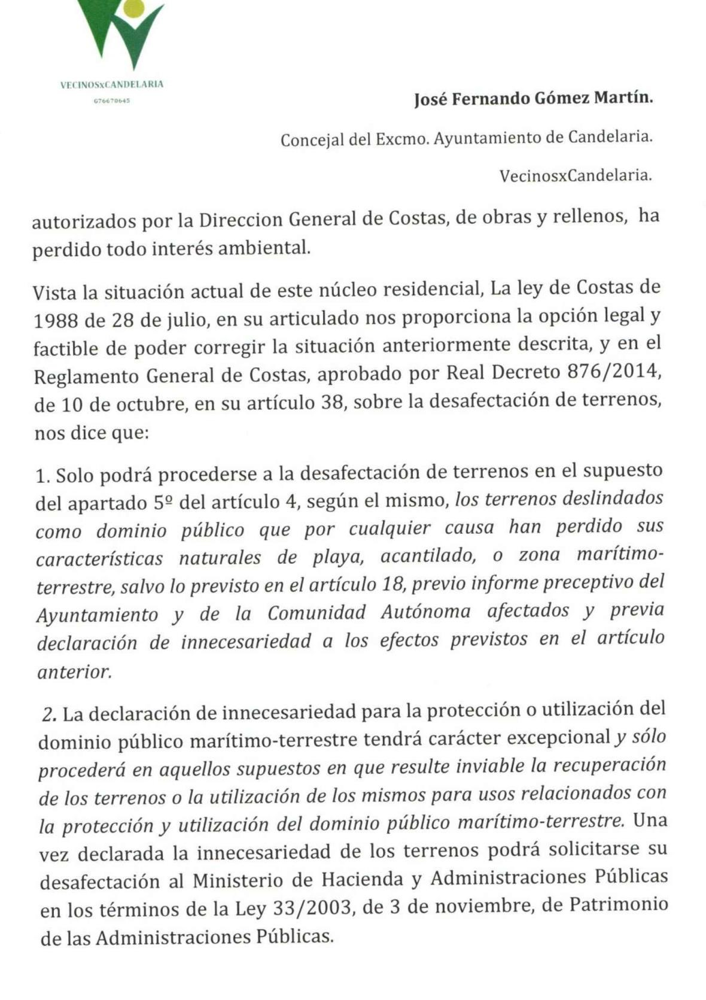 VECINOSxCANDELARIA
G76670645
José Fernando Gómez Martín.
Concejal del Excmo. Ayuntamiento de Candelaria.
VecinosxCandelaria.
autorizados por la Direccion General de Costas, de obras y rellenos, ha
perdido todo interés ambiental.
Vista la situación actual de este núcleo residencial, La ley de Costas de
1988 de 28 de julio, en su articulado nos proporciona la opción legal y
factible de poder corregir la situación anteriormente descrita, y en el
Reglamento General de Costas, aprobado por Real Decreto 876/2014,
de 10 de octubre, en su artículo 38, sobre la desafectación de terrenos,
nos dice que:
1. Solo podrá procederse a la desafectación de terrenos en el supuesto
del apartado 5º del artículo 4, según el mismo, los terrenos deslindados
como dominio público que por cualquier causa han perdido sus
características naturales de playa, acantilado, o zona marítimo-
terrestre, salvo lo previsto en el artículo 18, previo informe preceptivo del
Ayuntamiento y de la Comunidad Autónoma afectados y previa
declaración de innecesariedad a los efectos previstos en el artículo
anterior.
2. La declaración de innecesariedad para la protección o utilización del
dominio público marítimo-terrestre tendrá carácter excepcional y sólo
procederá en aquellos supuestos en que resulte inviable la recuperación
de los terrenos o la utilización de los mismos para usos relacionados con
la protección y utilización del dominio público marítimo-terrestre. Una
vez declarada la innecesariedad de los terrenos podrá solicitarse su
desafectación al Ministerio de Hacienda y Administraciones Públicas
en los términos de la Ley 33/2003, de 3 de noviembre, de Patrimonio
de las Administraciones Públicas.